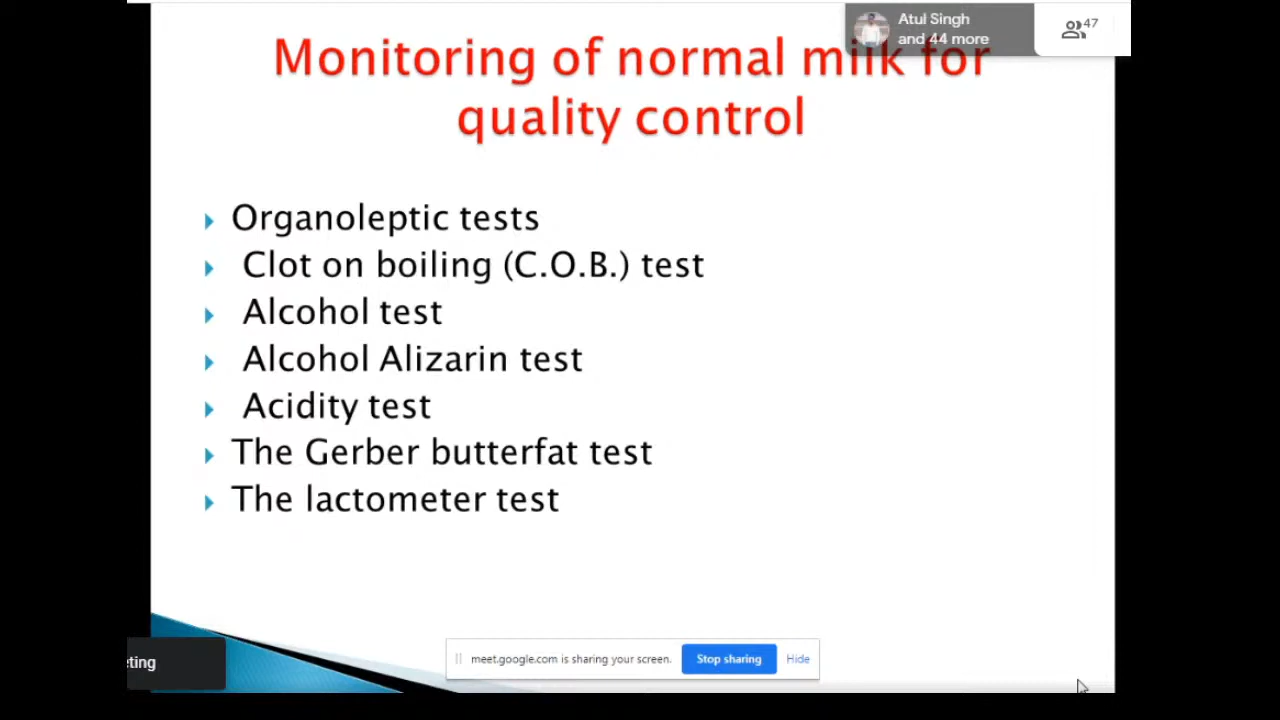 Atul Singh
and 44 more
47
Monitoring of normal milk for
quality control
Organoleptic tests
Clot on boiling (C.O.B.) test
Alcohol test
Alcohol Alizarin test
Acidity test
The Gerber butterfat test
The lactometer test
eting
meet.google.com is sharing your screen.
Stop sharing
Hide